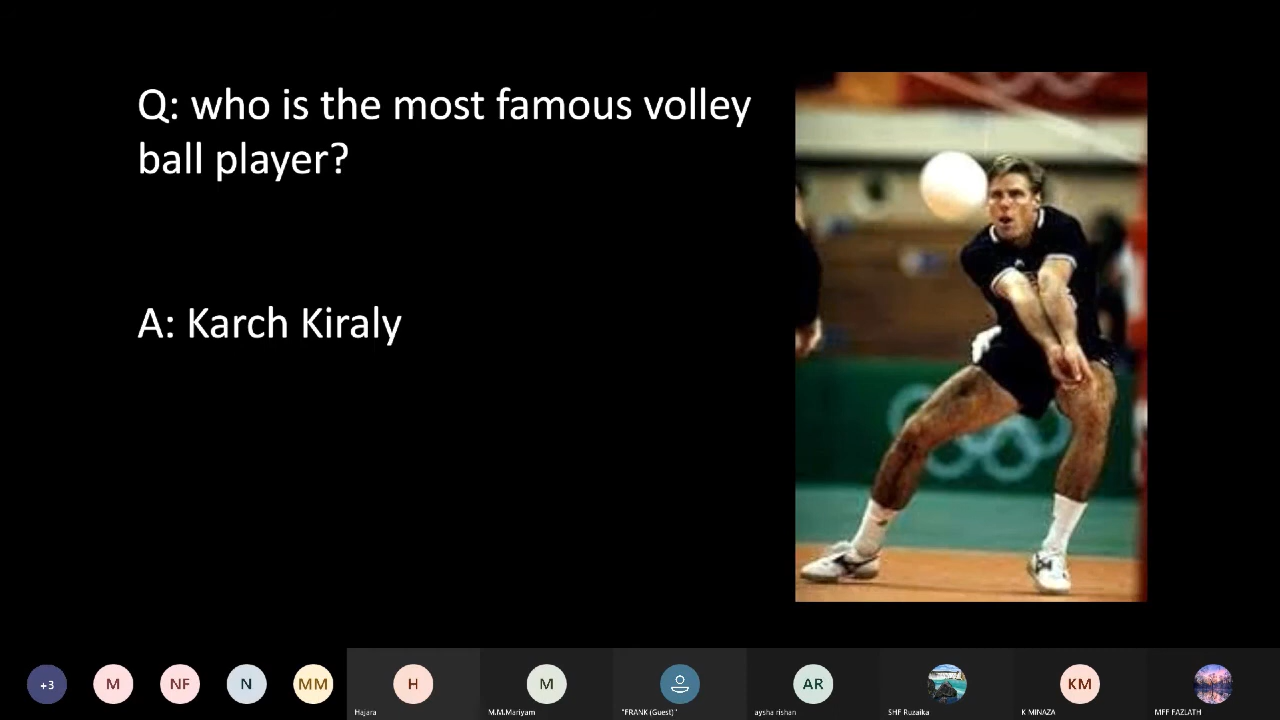 Q: who is the most famous volley
ball player?
A: Karch Kiraly
+3
M
NF
N
MM
H
M
AR
KM
Hajara
M.M.Mariyam
"FRANK (Guest)"
aysha rishan
SHF Ruzaika
K MINAZA
MFF FAZLATH